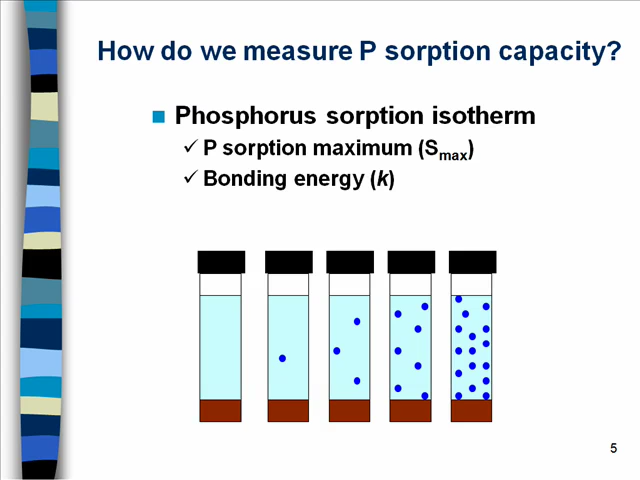 How do we measure P sorption capacity?
Phosphorus sorption isotherm
✓ P sorption maximum (Smax)
✓ Bonding energy (k)
5